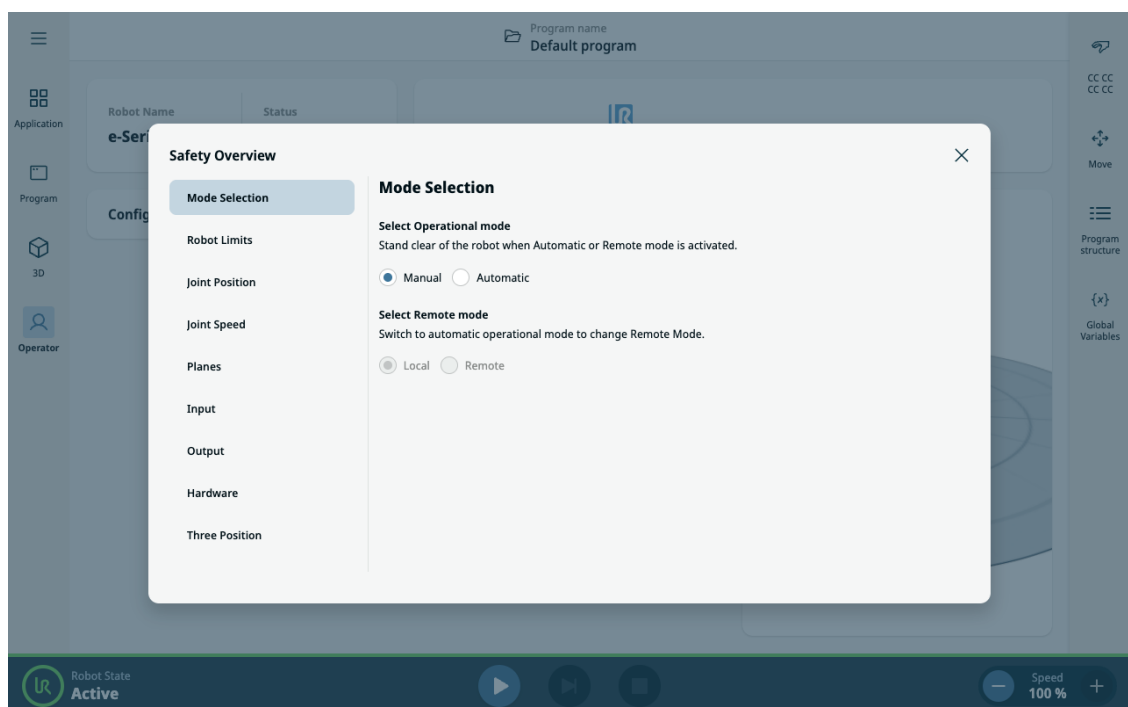 Program name
Default program
Application
Program
3D
Operator
Robot Name
e-Seri
Status
Config
CC CC
CC CC
Move
Program
structure
{x}
Global
Variables
Safety Overview
Mode Selection
Robot Limits
Joint Position
Joint Speed
Planes
Input
Output
Hardware
Three Position
Mode Selection
Select Operational mode
Stand clear of the robot when Automatic or Remote mode is activated.
Manual Automatic
Select Remote mode
Switch to automatic operational mode to change Remote Mode.
Local Remote
UR
Robot State
Active
Speed
100 %